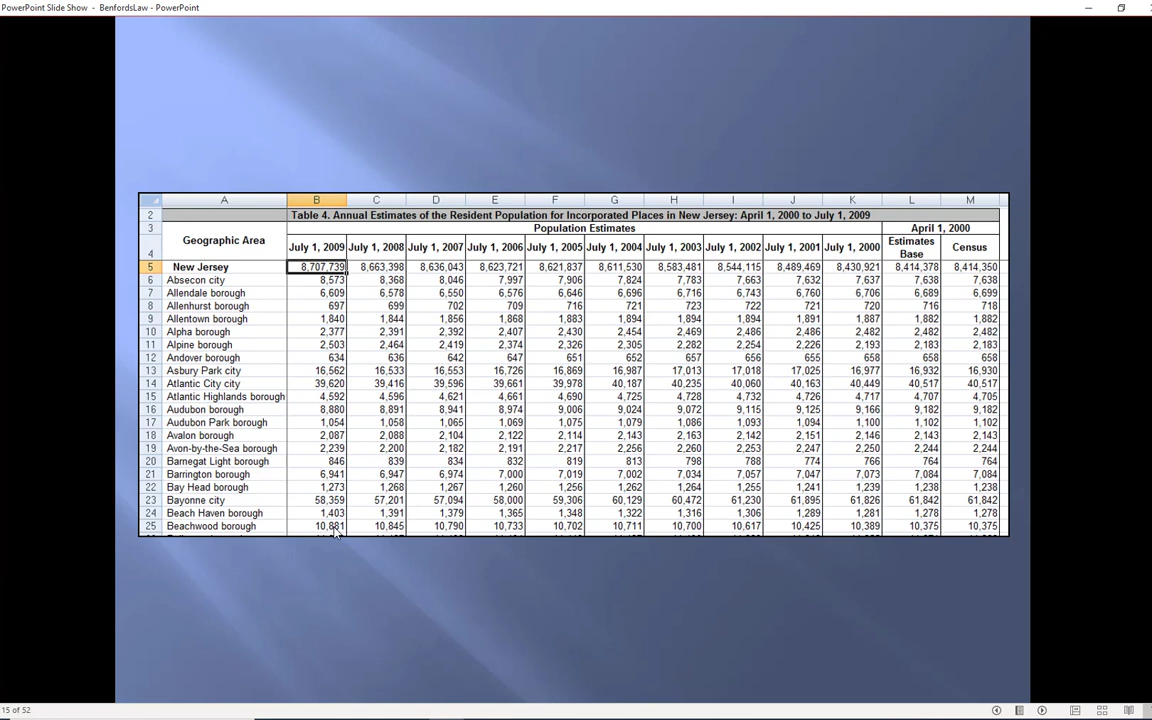 PowerPoint Slide Show - BenfordsLaw - PowerPoint
A B C D E F G H I J K L M
2 Table 4. Annual Estimates of the Resident Population for Incorporated Places in New Jersey: April 1, 2000 to July 1, 2009
3 Geographic Area Population Estimates April 1, 2000
4 July 1, 2009 July 1, 2008 July 1, 2007 July 1, 2006 July 1, 2005 July 1, 2004 July 1, 2003 July 1, 2002 July 1, 2001 July 1, 2000 Estimates Base Census
5 New Jersey 8,707,739 8,663,398 8,636,043 8,623,721 8,621,837 8,611,530 8,583,481 8,544,115 8,489,469 8,430,921 8,414,378 8,414,350
6 Absecon city 8,573 8,368 8,046 7,997 7,906 7,824 7,783 7,663 7,632 7,637 7,638 7,638
7 Allendale borough 6,609 6,578 6,550 6,576 6,646 6,696 6,716 6,743 6,760 6,706 6,689 6,699
8 Allenhurst borough 697 699 702 709 716 721 723 722 721 720 716 718
9 Allentown borough 1,840 1,844 1,856 1,868 1,883 1,894 1,894 1,894 1,891 1,887 1,882 1,882
10 Alpha borough 2,377 2,391 2,392 2,407 2,430 2,454 2,469 2,486 2,486 2,482 2,482 2,482
11 Alpine borough 2,503 2,464 2,419 2,374 2,326 2,305 2,282 2,254 2,226 2,193 2,183 2,183
12 Andover borough 634 636 642 647 651 652 657 656 655 658 658 658
13 Asbury Park city 16,562 16,533 16,553 16,726 16,869 16,987 17,013 17,018 17,025 16,977 16,932 16,930
14 Atlantic City city 39,620 39,416 39,596 39,661 39,978 40,187 40,235 40,060 40,163 40,449 40,517 40,517
15 Atlantic Highlands borough 4,592 4,596 4,621 4,661 4,690 4,725 4,728 4,732 4,726 4,717 4,707 4,705
16 Audubon borough 8,880 8,891 8,941 8,974 9,006 9,024 9,072 9,115 9,125 9,166 9,182 9,182
17 Audubon Park borough 1,054 1,058 1,065 1,069 1,075 1,079 1,086 1,093 1,094 1,100 1,102 1,102
18 Avalon borough 2,087 2,088 2,104 2,122 2,114 2,143 2,163 2,142 2,151 2,146 2,143 2,143
19 Avon-by-the-Sea borough 2,239 2,200 2,182 2,191 2,217 2,256 2,260 2,253 2,247 2,250 2,244 2,244
20 Barnegat Light borough 846 839 834 832 819 813 798 788 774 766 764 764
21 Barrington borough 6,941 6,947 6,974 7,000 7,019 7,002 7,034 7,057 7,047 7,073 7,084 7,084
22 Bay Head borough 1,273 1,268 1,267 1,260 1,256 1,262 1,264 1,255 1,241 1,239 1,238 1,238
23 Bayonne city 58,359 57,201 57,094 58,000 59,306 60,129 60,472 61,230 61,895 61,826 61,842 61,842
24 Beach Haven borough 1,403 1,391 1,379 1,365 1,348 1,322 1,316 1,306 1,289 1,281 1,278 1,278
25 Beachwood borough 10,881 10,845 10,790 10,733 10,702 10,711 10,700 10,617 10,425 10,389 10,375 10,375
15 of 52